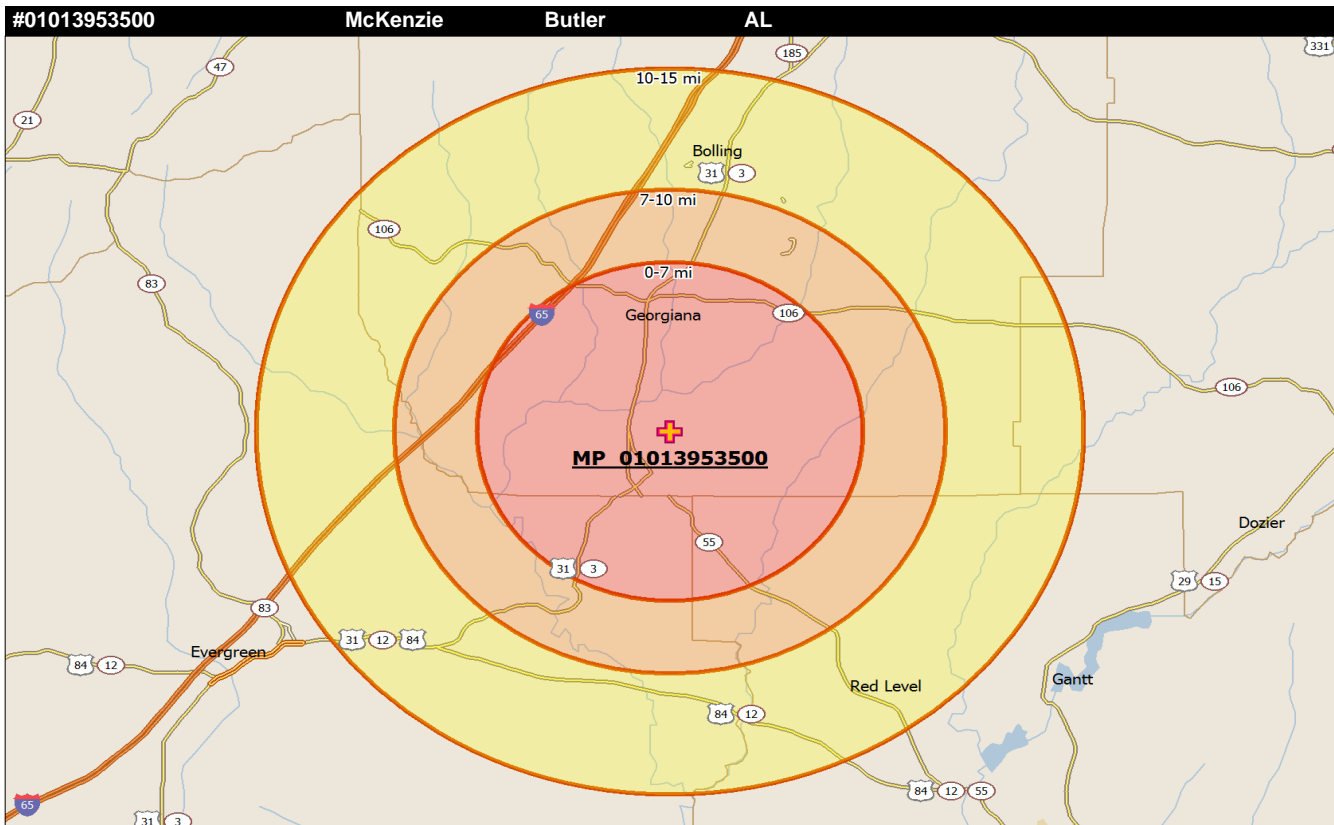 #01013953500 McKenzie Butler AL
331
185
47
10-15 mi
21
Bolling
31 3
7-10 mi
106
0-7 mi
83
65
Georgiana
106
106
MP 01013953500
Dozier
55
31 3
29 15
83
31 12 84
Evergreen
84 12
Gantt
Red Level
84 12
84 12 55
65
31 3